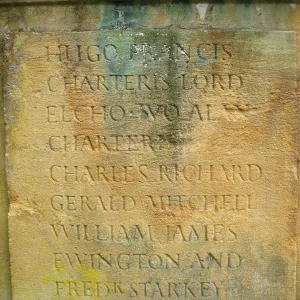 HUGO FRANCIS
CHARTERIS LORD
ELCHO
CHARTERIS
CHARLES RICHARD
GERALD MITCHELL
WILLIAM JAMES
EWINGTON AND
FREDK STARKEY